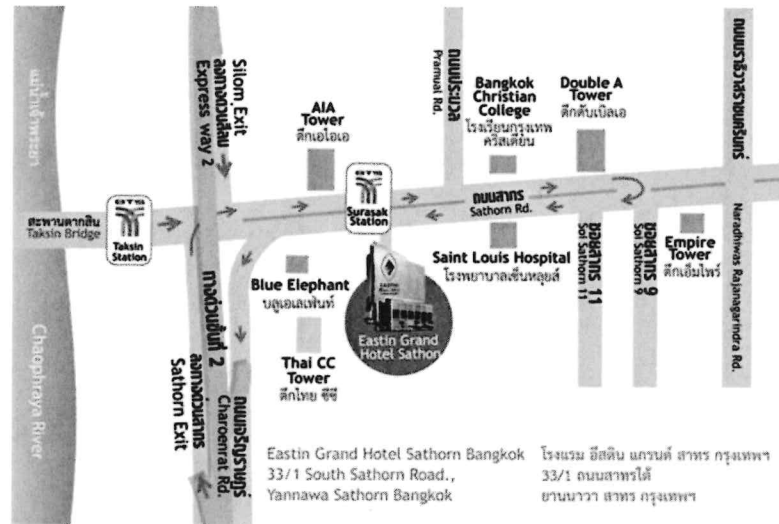 แม่น้ำเจ้าพระยา
Chaophraya River
สะพานตากสิน
Taksin Bridge
BTS
Taksin
Station
Silom Exit
ลงทางด่วนสีลม
Express way 2
AIA
Tower
ตึกเอไอเอ
BTS
Surasak
Station
ถนนประมวล
Pramual Rd.
Bangkok
Christian
College
โรงเรียนกรุงเทพ
คริสเตียน
Double A
Tower
ตึกดับเบิลเอ
ถนนนราธิวาสราชนครินทร์
Naradhiwas Rajanagarindra Rd.
ถนนสาทร
Sathorn Rd.
Blue Elephant
บลูเอเลเฟ่นท์
Thai CC
Tower
ตึกไทย ซีซี
EASTIN
Eastin Grand
Hotel Sathon
Saint Louis Hospital
โรงพยาบาลเซ็นหลุยส์
ซอยสาทร 11
Soi Sathorn 11
ซอยสาทร 9
Soi Sathorn 9
Empire
Tower
ตึกเอ็มไพร์
ทางด่วนขั้นที่ 2
ลงทางด่วนสาทร
Sathorn Exit
ถนนเจริญราษฎร์
Charoenrat Rd.
Eastin Grand Hotel Sathorn Bangkok
33/1 South Sathorn Road.,
Yannawa Sathorn Bangkok
โรงแรม อีสติน แกรนด์ สาทร กรุงเทพฯ
33/1 ถนนสาทรใต้
ยานนาวา สาทร กรุงเทพฯ